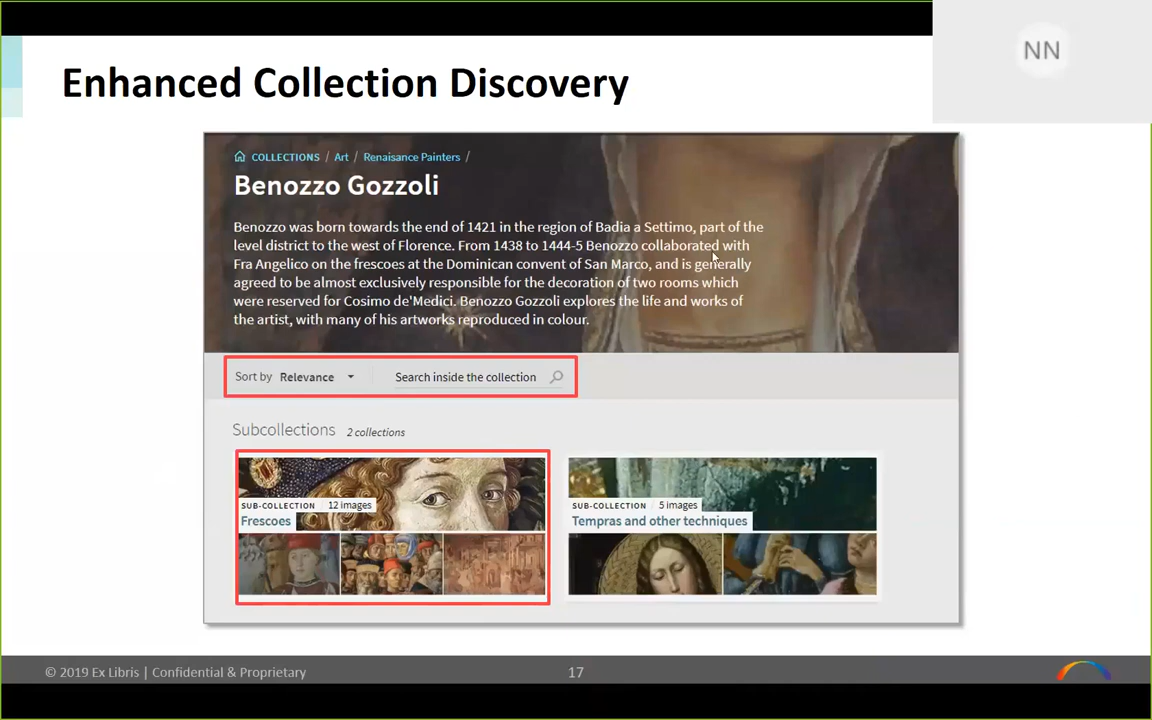 NN
Enhanced Collection Discovery
COLLECTIONS / Art / Renaisance Painters /
Benozzo Gozzoli
Benozzo was born towards the end of 1421 in the region of Badia a Settimo, part of the
level district to the west of Florence. From 1438 to 1444-5 Benozzo collaborated with
Fra Angelico on the frescoes at the Dominican convent of San Marco, and is generally
agreed to be almost exclusively responsible for the decoration of two rooms which
were reserved for Cosimo de'Medici. Benozzo Gozzoli explores the life and works of
the artist, with many of his artworks reproduced in colour.
Sort by Relevance Search inside the collection
Subcollections 2 collections
SUB-COLLECTION 12 images
Frescoes
SUB-COLLECTION 5 images
Tempras and other techniques
© 2019 Ex Libris | Confidential & Proprietary 17